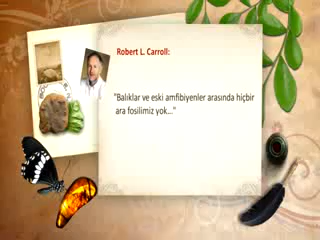 Robert L. Carroll:
"Balıklar ve eski amfibiyenler arasında hiçbir
ara fosilimiz yok..."